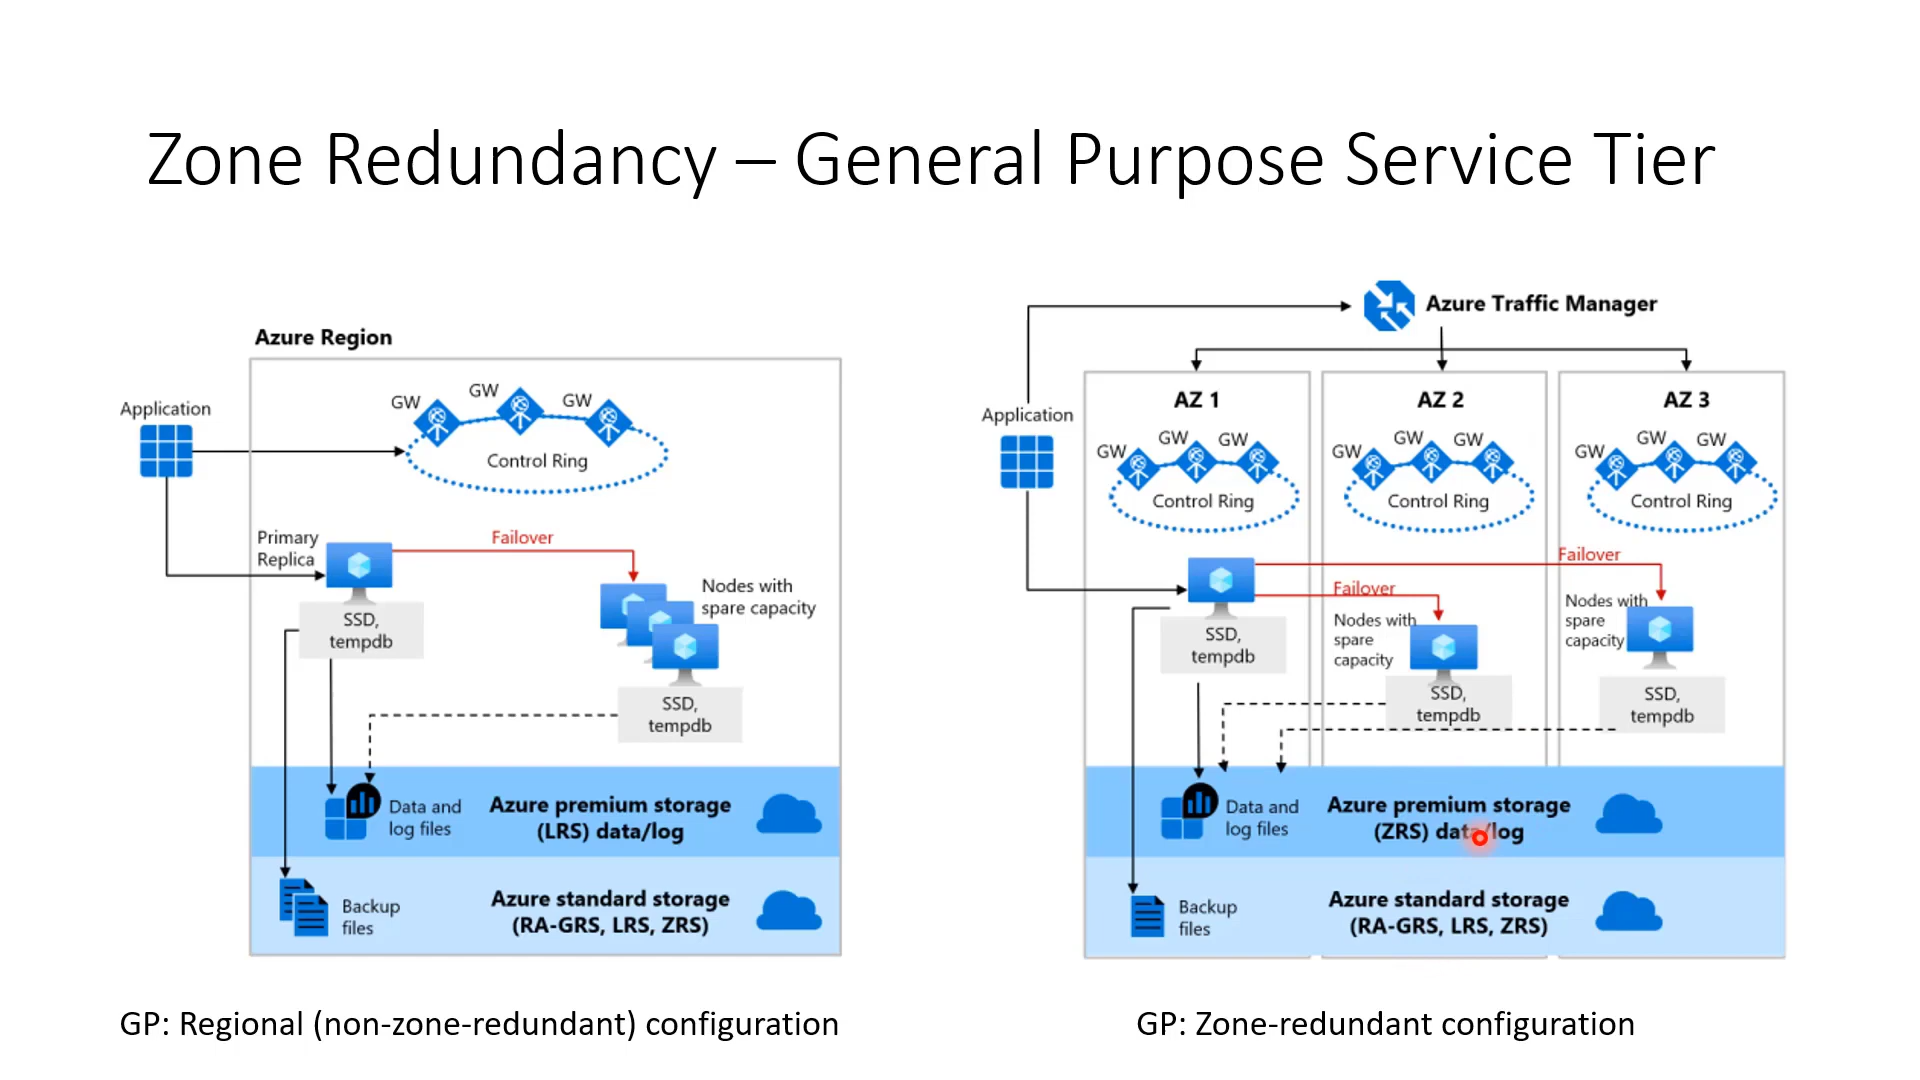 Zone Redundancy – General Purpose Service Tier
Azure Region
Application
GW
GW
GW
Control Ring
Primary
Replica
Failover
Nodes with
spare capacity
SSD,
tempdb
SSD,
tempdb
Data and
log files
Azure premium storage
(LRS) data/log
Backup
files
Azure standard storage
(RA-GRS, LRS, ZRS)
GP: Regional (non-zone-redundant) configuration
Azure Traffic Manager
Application
AZ 1
GW
GW
GW
Control Ring
AZ 2
GW
GW
GW
Control Ring
AZ 3
GW
GW
GW
Control Ring
Failover
Failover
SSD,
tempdb
Nodes with
spare
capacity
SSD,
tempdb
Nodes with
spare
capacity
SSD,
tempdb
Data and
log files
Azure premium storage
(ZRS) data/log
Backup
files
Azure standard storage
(RA-GRS, LRS, ZRS)
GP: Zone-redundant configuration